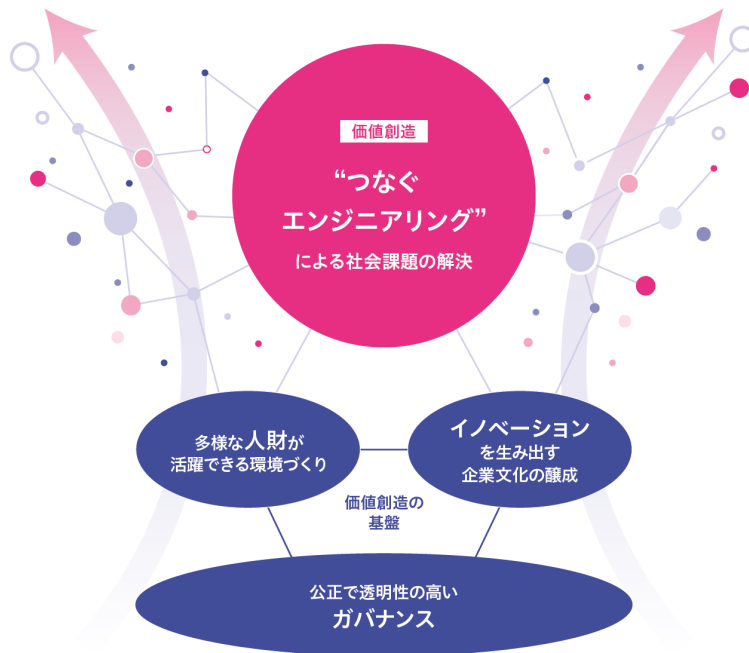 価値創造
“つなぐ
エンジニアリング”
による社会課題の解決
多様な人財が
活躍できる環境づくり
イノベーション
を生み出す
企業文化の醸成
価値創造の
基盤
公正で透明性の高い
ガバナンス